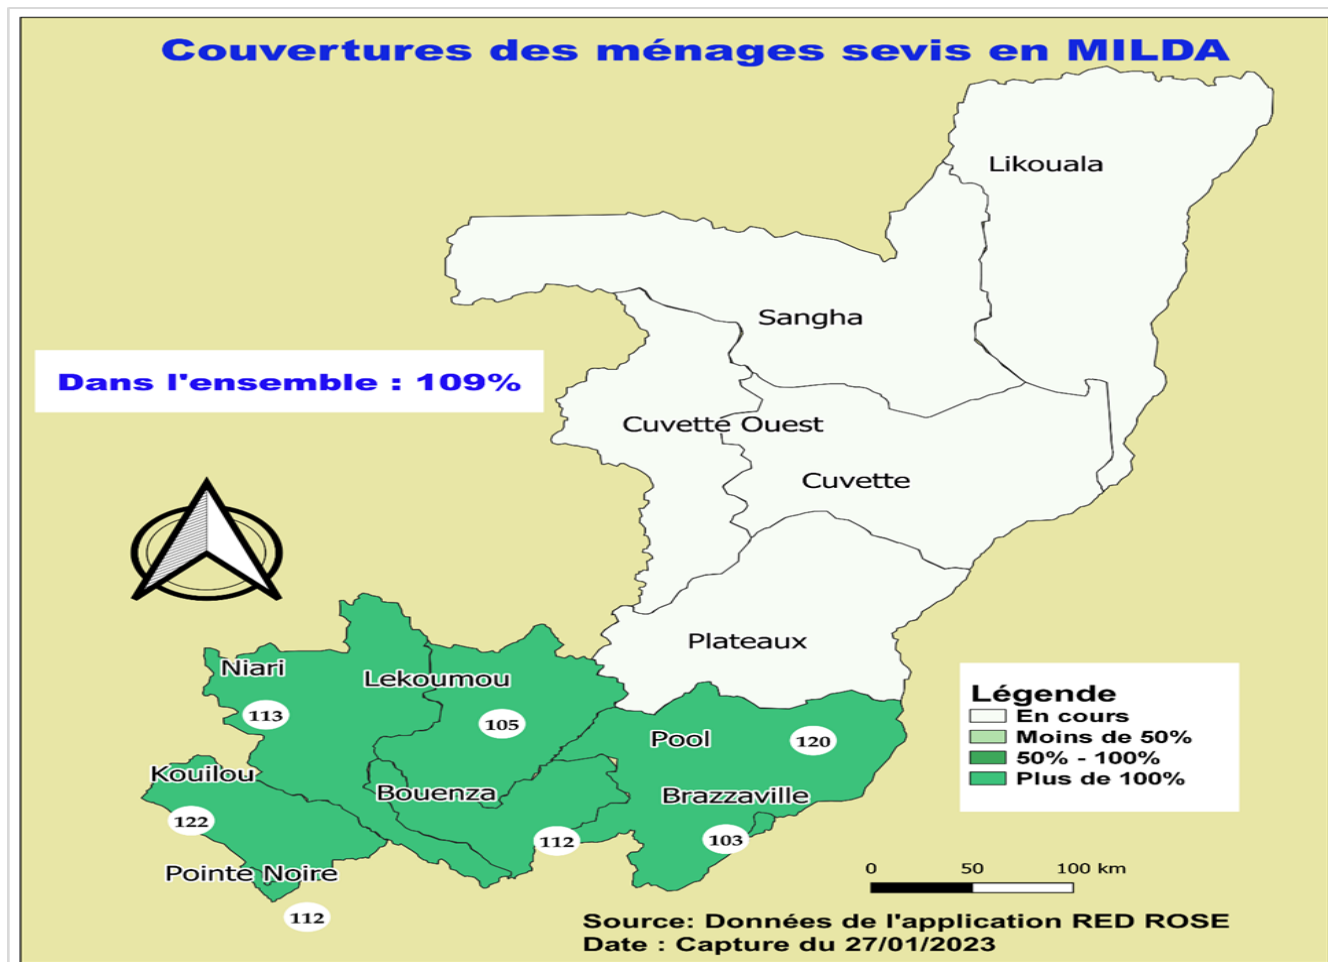 Couvertures des ménages sevis en MILDA
Likouala
Sangha
Dans l'ensemble : 109%
Cuvette Ouest
Cuvette
Plateaux
Niari
Lekoumou
113
105
Pool
120
Kouilou
Bouenza
Brazzaville
122
112
103
Pointe Noire
112
Légende
En cours
Moins de 50%
50% - 100%
Plus de 100%
0 50 100 km
Source: Données de l'application RED ROSE
Date : Capture du 27/01/2023